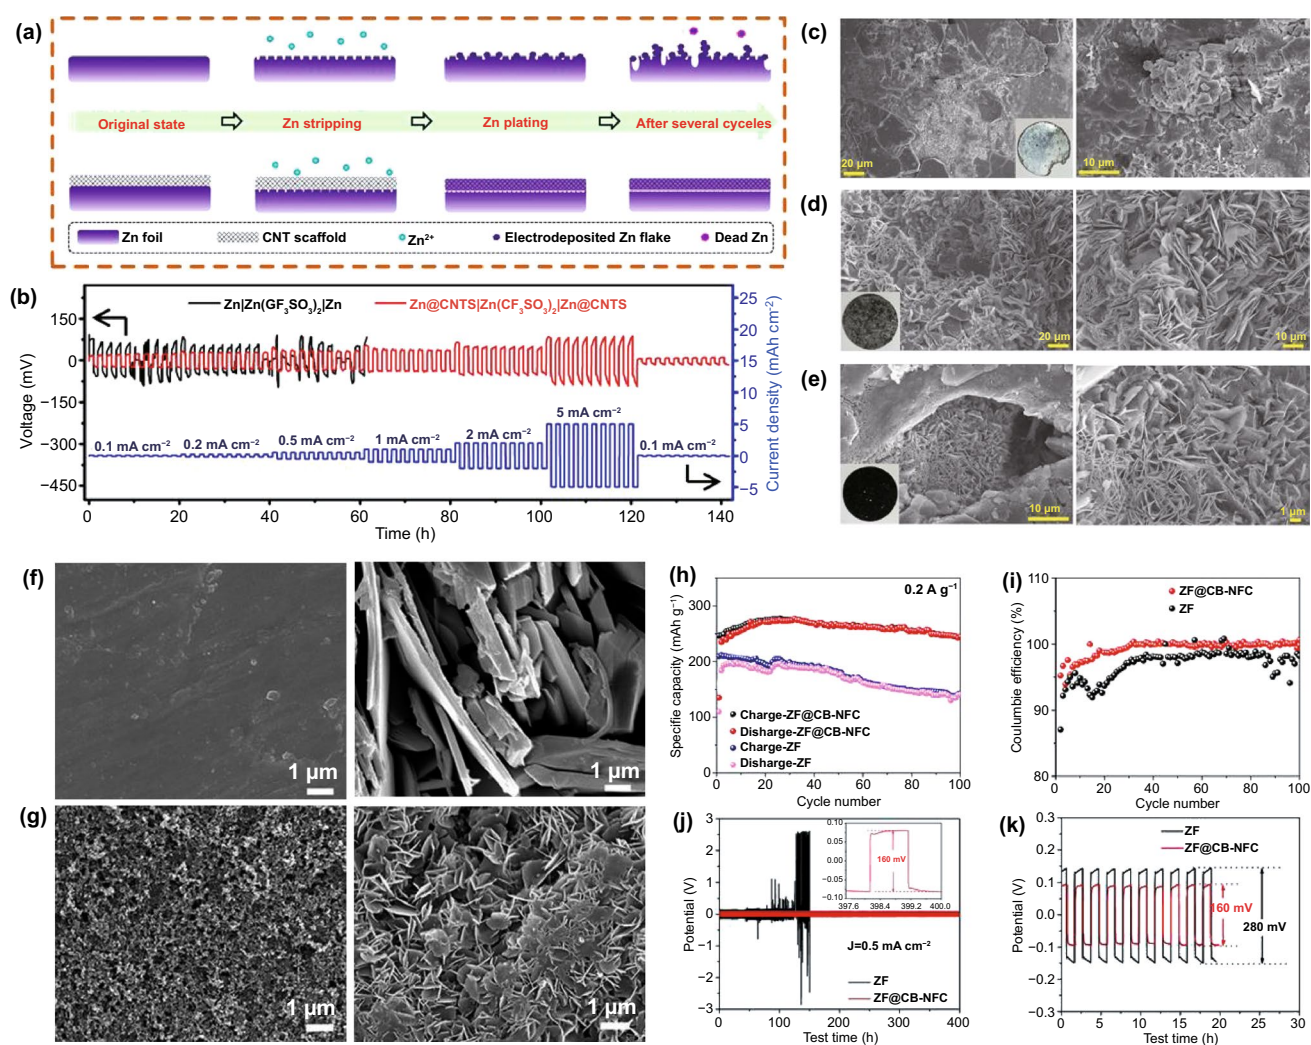 (a)
Original state
Zn stripping
Zn plating
After several cyceles
Zn foil
CNT scaffold
Zn²⁺
Electrodeposited Zn flake
Dead Zn
(b)
Zn|Zn(GF₃SO₃)₂|Zn
Zn@CNTS|Zn(CF₃SO₃)₂|Zn@CNTS
150
0
−150
−300
−450
Voltage (mV)
25
20
15
10
5
0
−5
Current density (mAh cm⁻²)
0.1 mA cm⁻²
0.2 mA cm⁻²
0.5 mA cm⁻²
1 mA cm⁻²
2 mA cm⁻²
5 mA cm⁻²
0.1 mA cm⁻²
0 20 40 60 80 100 120 140
Time (h)
(c)
20 µm
10 µm
(d)
20 µm
10 µm
(e)
10 µm
1 µm
(f)
1 µm
1 µm
(g)
1 µm
1 µm
(h)
0.2 A g⁻¹
300
200
100
0
Specifie capacity (mAh g⁻¹)
Charge-ZF@CB-NFC
Disharge-ZF@CB-NFC
Charge-ZF
Disharge-ZF
0 20 40 60 80 100
Cycle number
(i)
110
100
90
80
Coulumbie efficiency (%)
ZF@CB-NFC
ZF
0 20 40 60 80 100
Cycle number
(j)
3
2
1
0
−1
−2
−3
Potential (V)
0.10
0.05
0.00
−0.05
−0.10
160 mV
397.6 398.4 399.2 400.0
J=0.5 mA cm⁻²
ZF
ZF@CB-NFC
0 100 200 300 400
Test time (h)
(k)
0.3
0.2
0.1
0.0
−0.1
−0.2
−0.3
Potential (V)
ZF
ZF@CB-NFC
160 mV
280 mV
0 5 10 15 20 25 30
Test time (h)